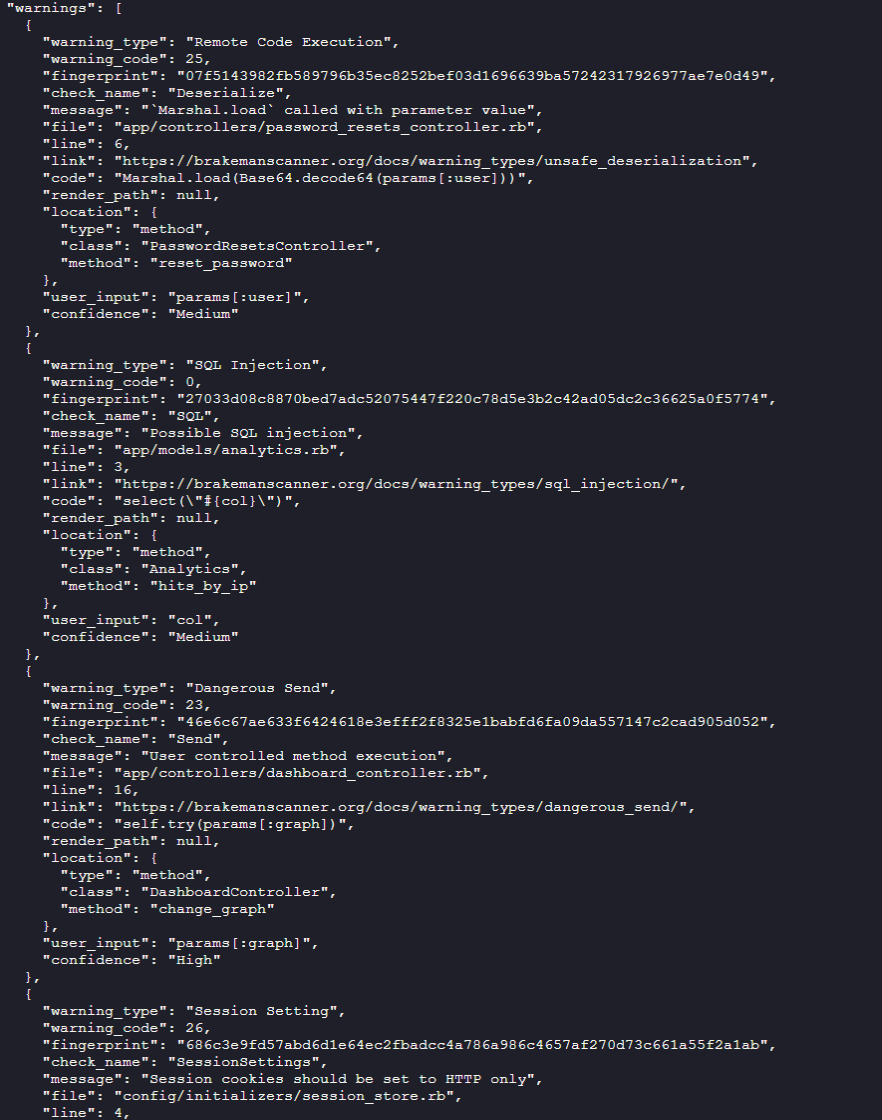 "warnings": [
{
"warning_type": "Remote Code Execution",
"warning_code": 25,
"fingerprint": "07f5143982fb589796b35ec8252bef03d1696639ba57242317926977ae7e0d49",
"check_name": "Deserialize",
"message": "`Marshal.load` called with parameter value",
"file": "app/controllers/password_resets_controller.rb",
"line": 6,
"link": "https://brakemanscanner.org/docs/warning_types/unsafe_deserialization",
"code": "Marshal.load(Base64.decode64(params[:user]))",
"render_path": null,
"location": {
"type": "method",
"class": "PasswordResetsController",
"method": "reset_password"
},
"user_input": "params[:user]",
"confidence": "Medium"
},
{
"warning_type": "SQL Injection",
"warning_code": 0,
"fingerprint": "27033d08c8870bed7adc52075447f220c78d5e3b2c42ad05dc2c36625a0f5774",
"check_name": "SQL",
"message": "Possible SQL injection",
"file": "app/models/analytics.rb",
"line": 3,
"link": "https://brakemanscanner.org/docs/warning_types/sql_injection/",
"code": "select(\"#{col}\")",
"render_path": null,
"location": {
"type": "method",
"class": "Analytics",
"method": "hits_by_ip"
},
"user_input": "col",
"confidence": "Medium"
},
{
"warning_type": "Dangerous Send",
"warning_code": 23,
"fingerprint": "46e6c67ae633f6424618e3efff2f8325e1babfd6fa09da557147c2cad905d052",
"check_name": "Send",
"message": "User controlled method execution",
"file": "app/controllers/dashboard_controller.rb",
"line": 16,
"link": "https://brakemanscanner.org/docs/warning_types/dangerous_send/",
"code": "self.try(params[:graph])",
"render_path": null,
"location": {
"type": "method",
"class": "DashboardController",
"method": "change_graph"
},
"user_input": "params[:graph]",
"confidence": "High"
},
{
"warning_type": "Session Setting",
"warning_code": 26,
"fingerprint": "686c3e9fd57abd6d1e64ec2fbadcc4a786a986c4657af270d73c661a55f2a1ab",
"check_name": "SessionSettings",
"message": "Session cookies should be set to HTTP only",
"file": "config/initializers/session_store.rb",
"line": 4,